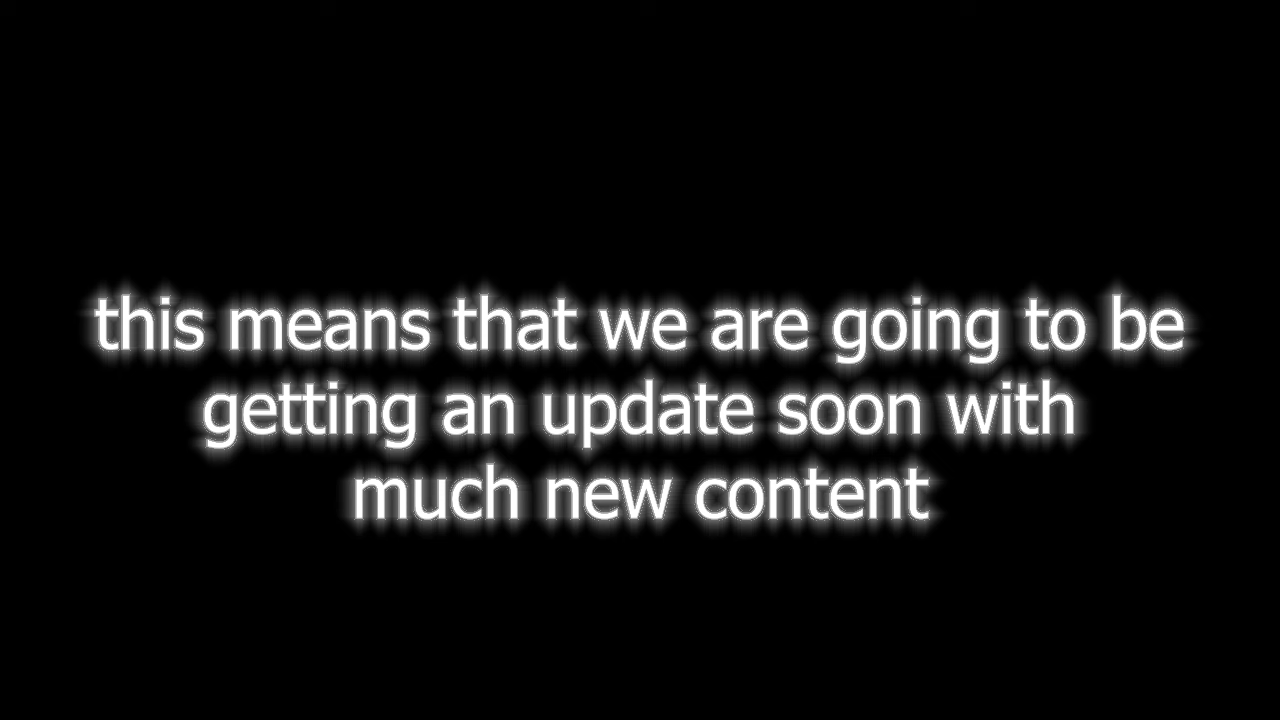 this means that we are going to be
getting an update soon with
much new content